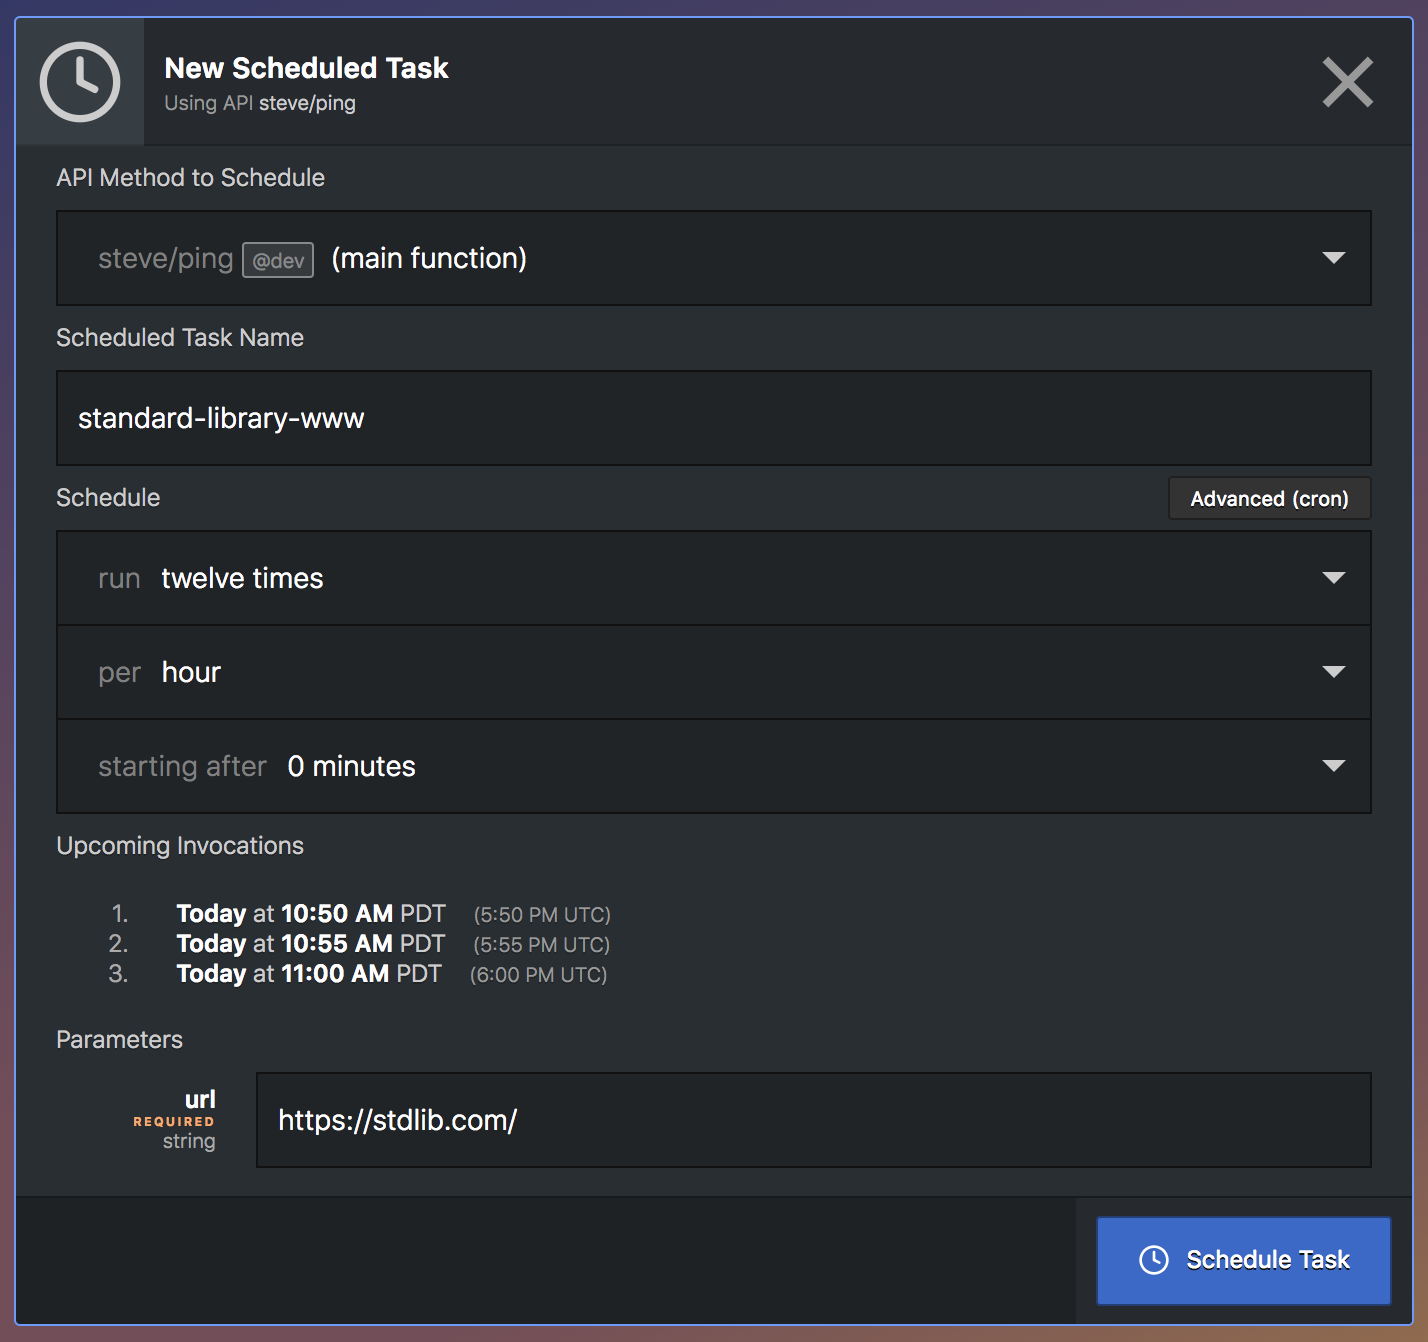 New Scheduled Task
Using API steve/ping
API Method to Schedule
steve/ping @dev (main function)
Scheduled Task Name
standard-library-www
Schedule
Advanced (cron)
run twelve times
per hour
starting after 0 minutes
Upcoming Invocations
1. Today at 10:50 AM PDT (5:50 PM UTC)
2. Today at 10:55 AM PDT (5:55 PM UTC)
3. Today at 11:00 AM PDT (6:00 PM UTC)
Parameters
url
REQUIRED
string
https://stdlib.com/
Schedule Task